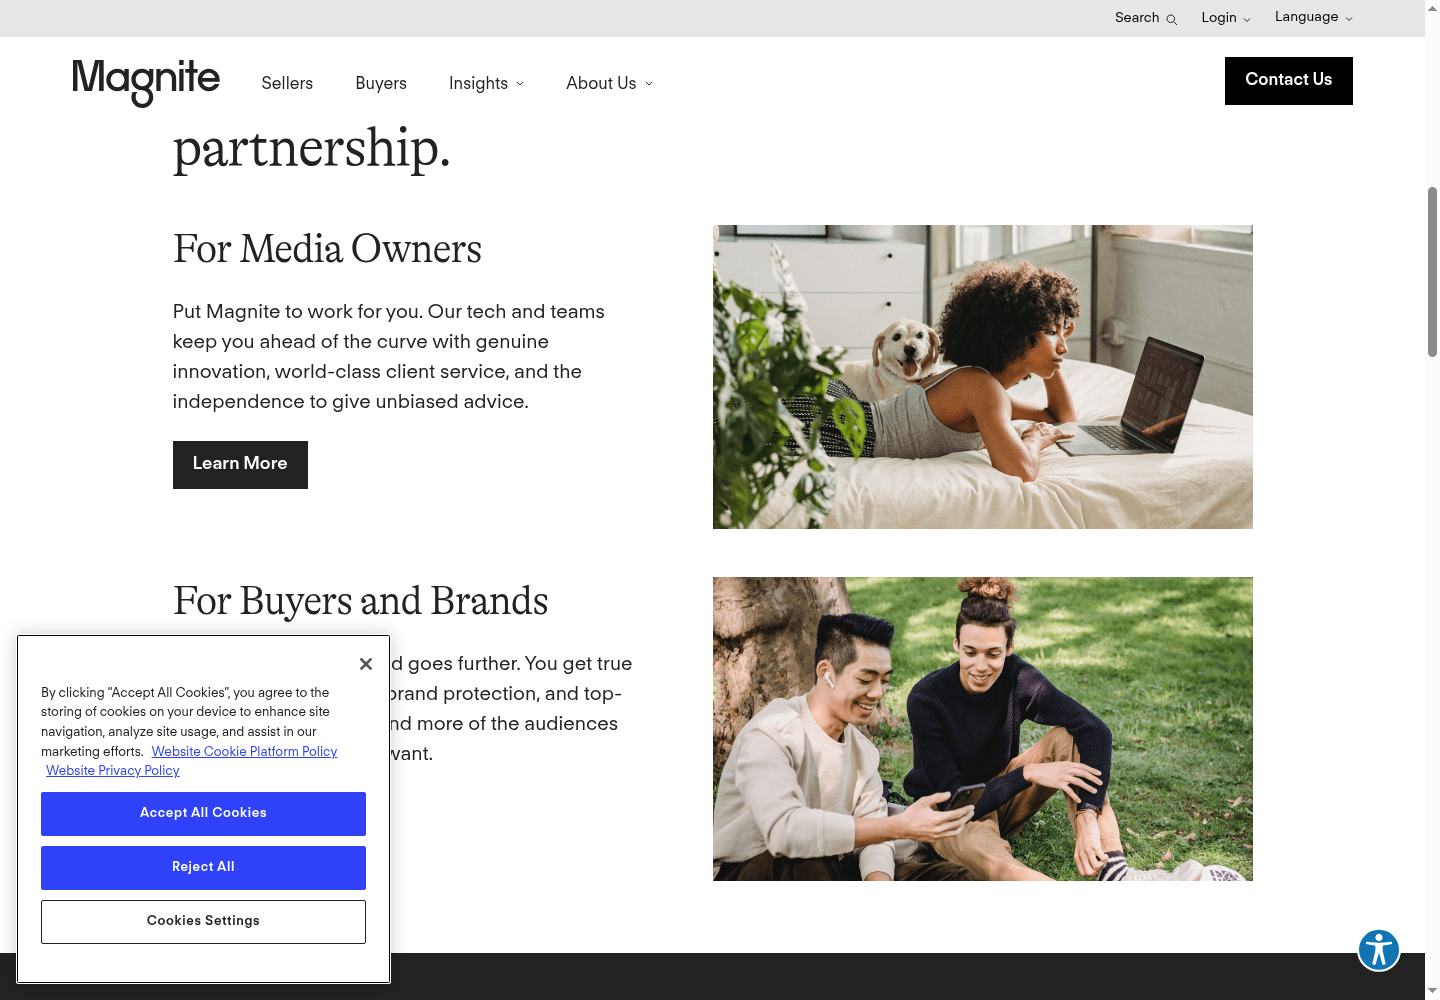 Search
Login
Language
Magnite
Sellers
Buyers
Insights
About Us
Contact Us
partnership.
For Media Owners
Put Magnite to work for you. Our tech and teams
keep you ahead of the curve with genuine
innovation, world-class client service, and the
independence to give unbiased advice.
Learn More
For Buyers and Brands
goes further. You get true
brand protection, and top-
more of the audiences
want.
By clicking “Accept All Cookies”, you agree to the
storing of cookies on your device to enhance site
navigation, analyze site usage, and assist in our
marketing efforts. Website Cookie Platform Policy
Website Privacy Policy
Accept All Cookies
Reject All
Cookies Settings